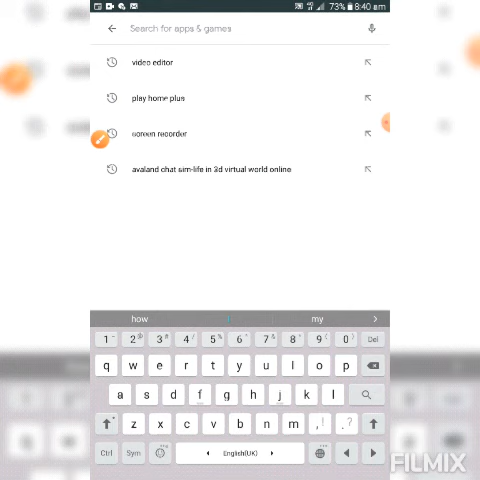 73% 8:40 am
Search for apps & games
video editor
play home plus
screen recorder
avaland chat sim-life in 3d virtual world online
how my
1 2 3 4 5 6 7 8 9 0 Del
q w e r t y u I o p
a s d f g h j k l
z x c v b n m , ! . ?
Ctrl Sym English(UK)
FILMIX